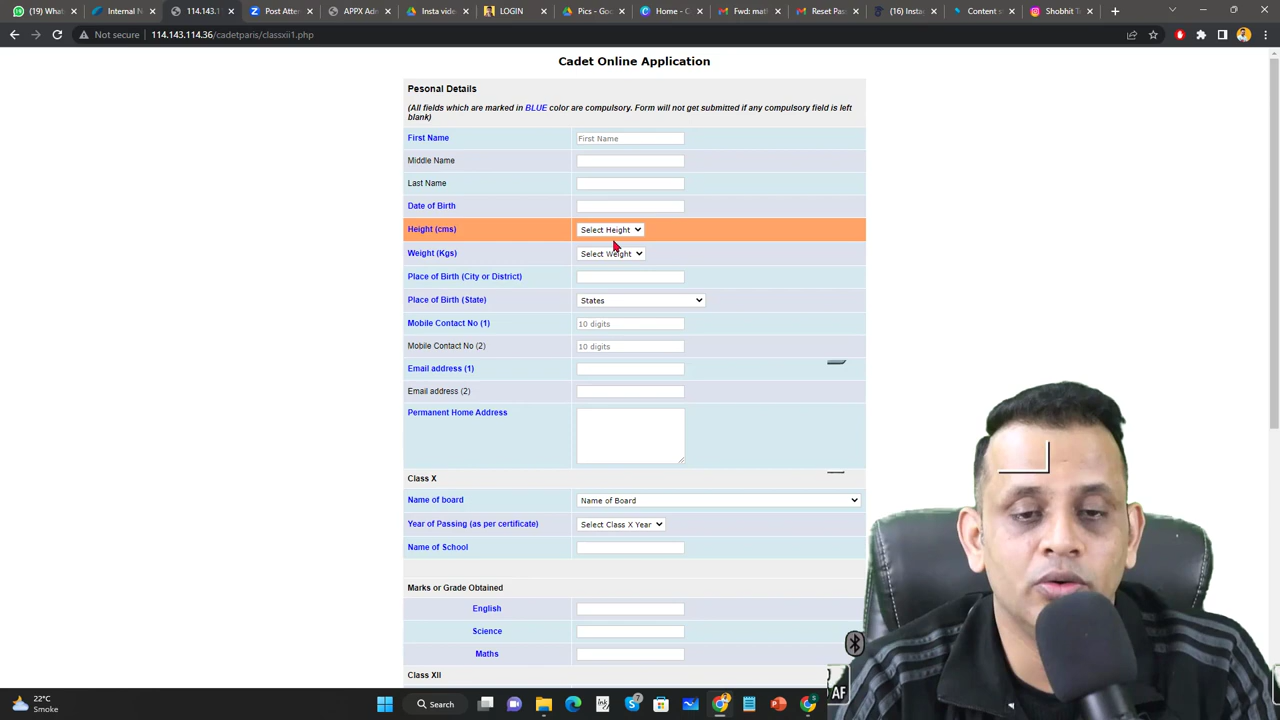 (19) What
Internal N
114.143.1
Post Atter
APPX Adn
Insta vide
LOGIN
Pics - Goo
Home - C
Fwd: math
Reset Pas
[10] Instar
Content st
Shobhit T
Not secure
114.143.114.36/cadetparis/classxii1.php
Cadet Online Application
Pesonal Details
(All fields which are marked in BLUE color are compulsory. Form will not get submitted if any compulsory field is left
blank)
First Name First Name
Middle Name
Last Name
Date of Birth
Height (cms) Select Height
Weight (Kgs) Select Weight
Place of Birth (City or District)
Place of Birth (State) States
Mobile Contact No (1) 10 digits
Mobile Contact No (2) 10 digits
Email address (1)
Email address (2)
Permanent Home Address
Class X
Name of board Name of Board
Year of Passing (as per certificate) Select Class X Year
Name of School
Marks or Grade Obtained
English
Science
Maths
Class XII
AF
22°C
Smoke
Search